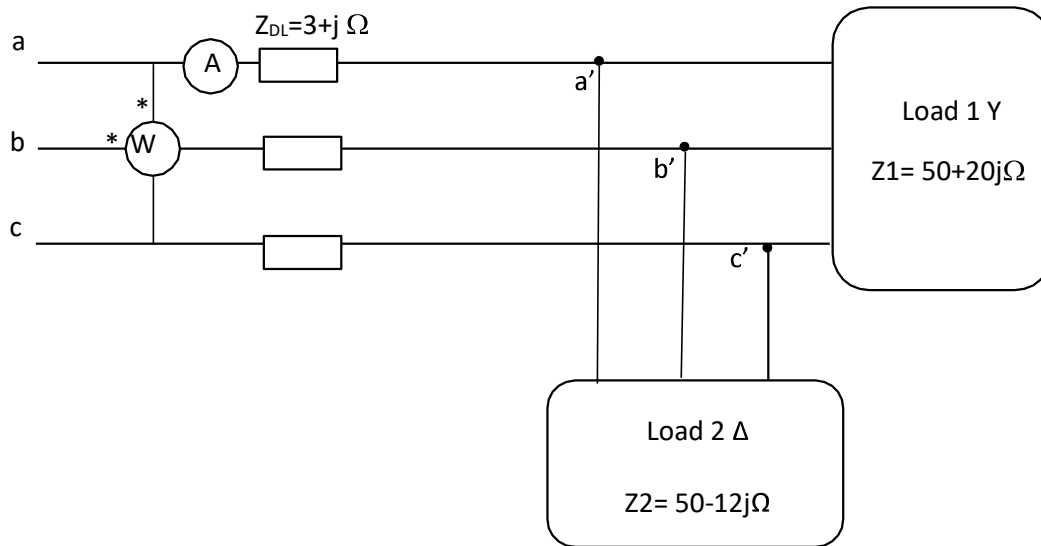 Z_DL=3+j Ω
a
A
a'
*
* W
b
b'
c
c'
Load 1 Y
Z1= 50+20jΩ
Load 2 Δ
Z2= 50-12jΩ